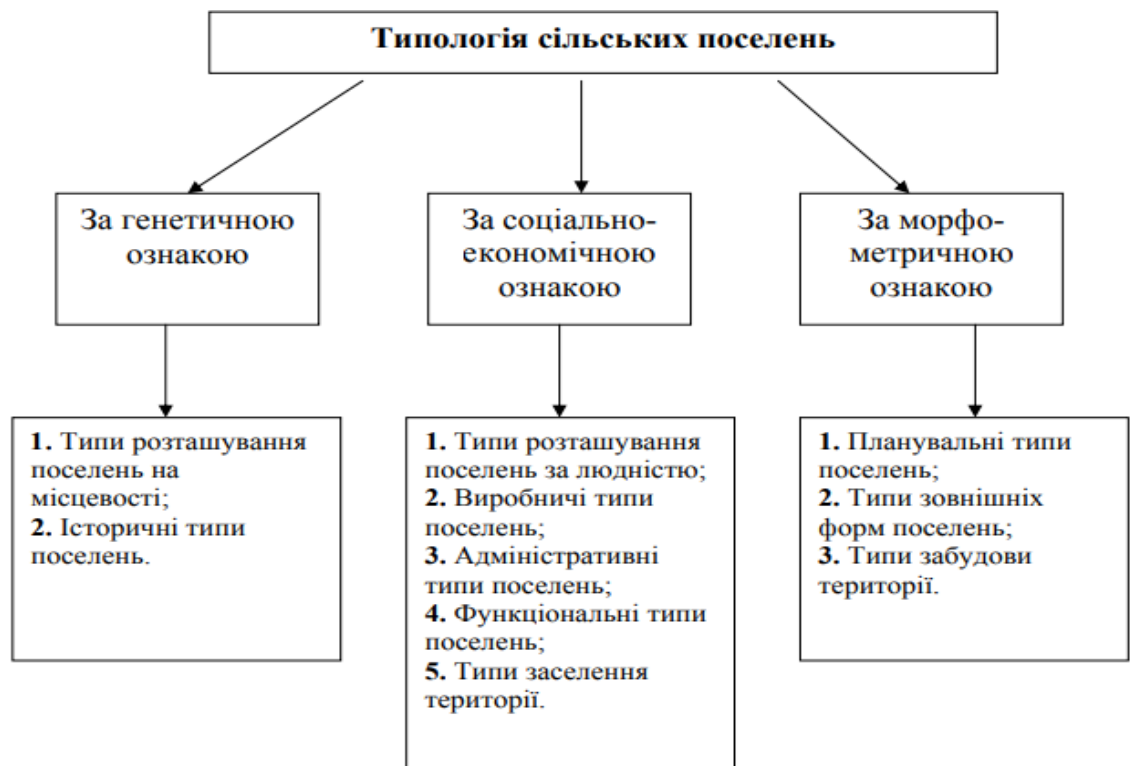 Типологія сільських поселень
За генетичною
ознакою
За соціально-
економічною
ознакою
За морфо-
метричною
ознакою
1. Типи розташування
поселень на
місцевості;
2. Історичні типи
поселень.
1. Типи розташування
поселень за людністю;
2. Виробничі типи
поселень;
3. Адміністративні
типи поселень;
4. Функціональні типи
поселень;
5. Типи заселення
території.
1. Планувальні типи
поселень;
2. Типи зовнішніх
форм поселень;
3. Типи забудови
території.